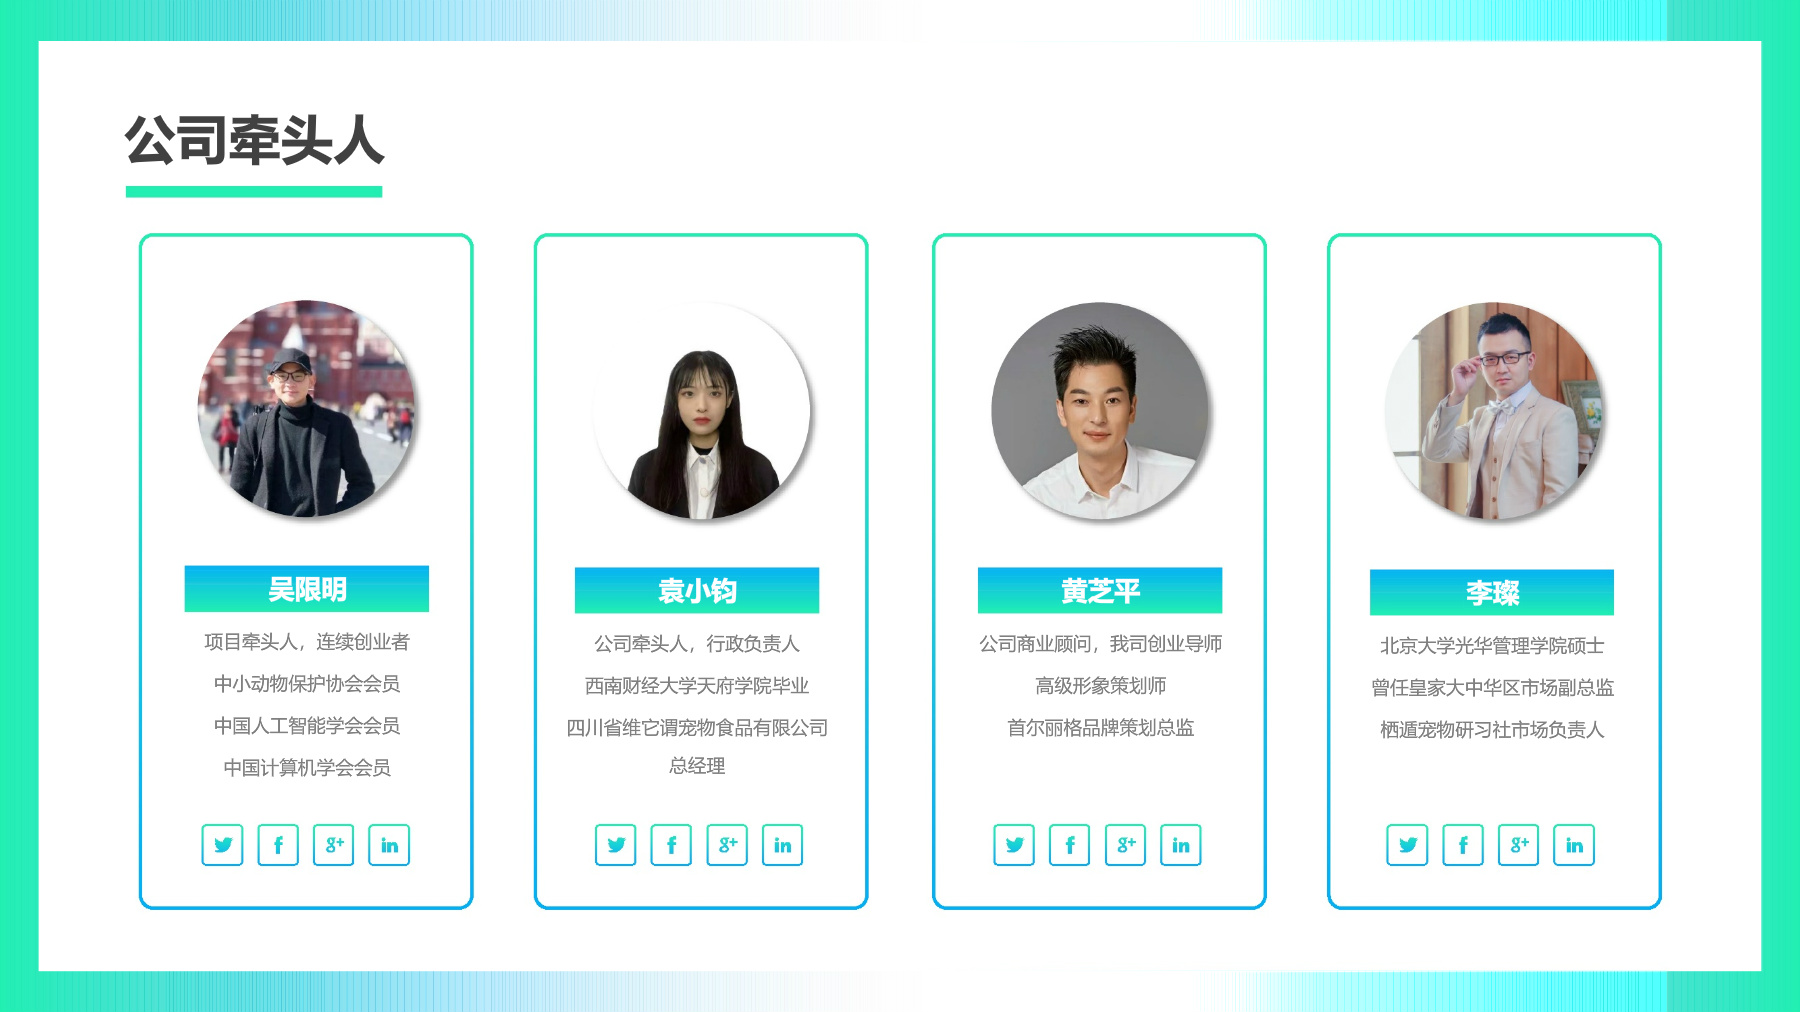 公司牵头人
吴限明
项目牵头人，连续创业者
中小动物保护协会会员
中国人工智能学会会员
中国计算机学会会员
袁小钧
公司牵头人，行政负责人
西南财经大学天府学院毕业
四川省维它谓宠物食品有限公司
总经理
黄芝平
公司商业顾问，我司创业导师
高级形象策划师
首尔丽格品牌策划总监
李璨
北京大学光华管理学院硕士
曾任皇家大中华区市场副总监
栖遁宠物研习社市场负责人
f g+ in
f g+ in
f g+ in
f g+ in